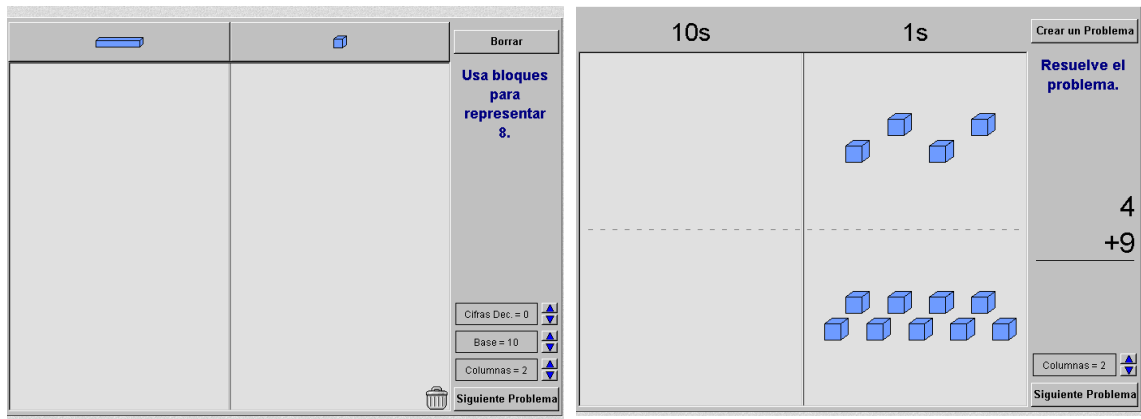 Borrar
Usa bloques
para
representar
8.
Cifras Dec. = 0
Base = 10
Columnas = 2
Siguiente Problema
10s
1s
Crear un Problema
Resuelve el
problema.
4
+9
Columnas = 2
Siguiente Problema